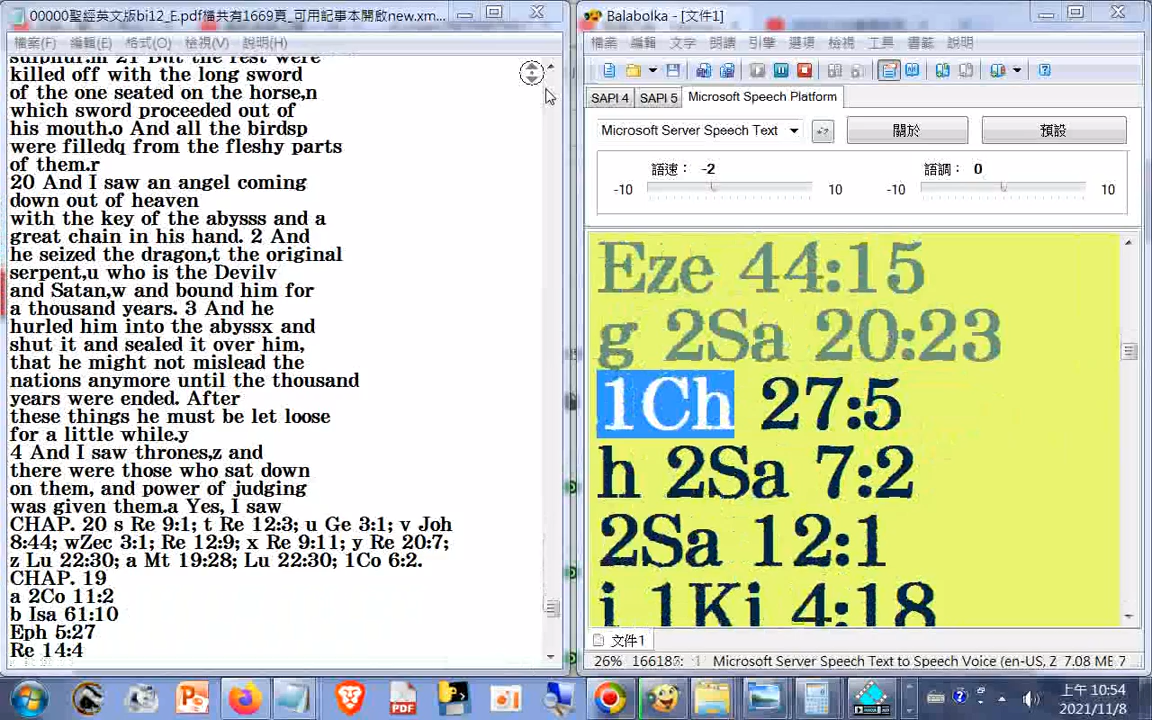 00000聖經英文版bi12_E.pdf檔共有1669頁_可用記事本開啟new.xm...
檔案(F) 編輯(E) 格式(O) 檢視(V) 說明(H)
sulphur.m 21 But the rest were
killed off with the long sword
of the one seated on the horse,n
which sword proceeded out of
his mouth.o And all the birdsp
were filledq from the fleshy parts
of them.r
20 And I saw an angel coming
down out of heaven
with the key of the abysss and a
great chain in his hand. 2 And
he seized the dragon,t the original
serpent,u who is the Devilv
and Satan,w and bound him for
a thousand years. 3 And he
hurled him into the abyssx and
shut it and sealed it over him,
that he might not mislead the
nations anymore until the thousand
years were ended. After
these things he must be let loose
for a little while.y
4 And I saw thrones,z and
there were those who sat down
on them, and power of judging
was given them.a Yes, I saw
CHAP. 20 s Re 9:1; t Re 12:3; u Ge 3:1; v Joh
8:44; wZec 3:1; Re 12:9; x Re 9:11; y Re 20:7;
z Lu 22:30; a Mt 19:28; Lu 22:30; 1Co 6:2.
CHAP. 19
a 2Co 11:2
b Isa 61:10
Eph 5:27
Re 14:4
Balabolka - [文件1]
檔案 編輯 文字 朗讀 引擎 選項 檢視 工具 書籤 說明
SAPI 4 SAPI 5 Microsoft Speech Platform
Microsoft Server Speech Text 關於 預設
語速: -2 語調: 0
-10 10 -10 10
Eze 44:15
g 2Sa 20:23
1Ch 27:5
h 2Sa 7:2
2Sa 12:1
i 1Ki 4:18
文件1
26% Microsoft Server Speech Text to Speech Voice (en-US, Z 7.08 MB 7
PDF
上午 10:54
2021/11/8